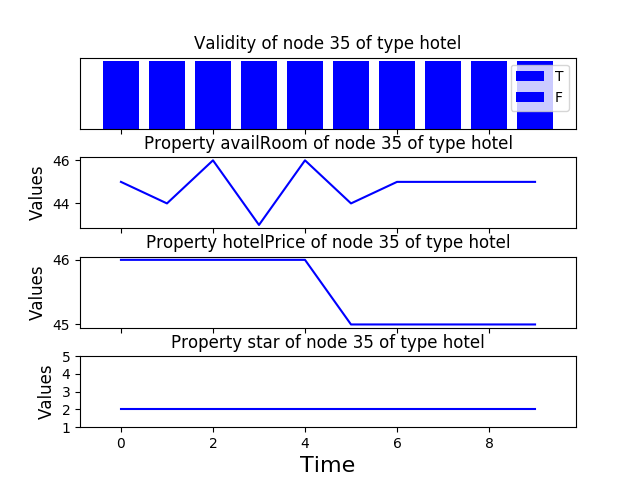 Validity of node 35 of type hotel
T
F
Property availRoom of node 35 of type hotel
46
44
Values
Property hotelPrice of node 35 of type hotel
46
45
Values
Property star of node 35 of type hotel
5
4
3
2
1
Values
0 2 4 6 8
Time